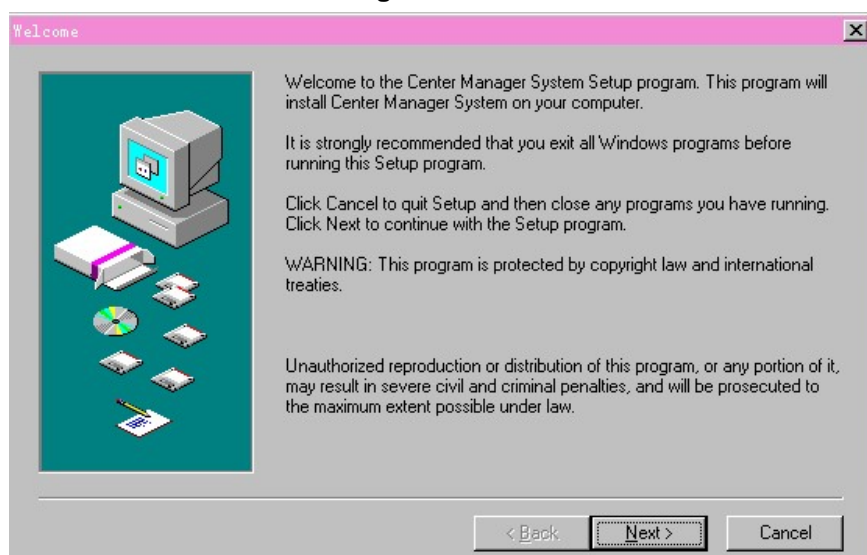 Welcome
Welcome to the Center Manager System Setup program. This program will
install Center Manager System on your computer.
It is strongly recommended that you exit all Windows programs before
running this Setup program.
Click Cancel to quit Setup and then close any programs you have running.
Click Next to continue with the Setup program.
WARNING: This program is protected by copyright law and international
treaties.
Unauthorized reproduction or distribution of this program, or any portion of it,
may result in severe civil and criminal penalties, and will be prosecuted to
the maximum extent possible under law.
< Back Next > Cancel